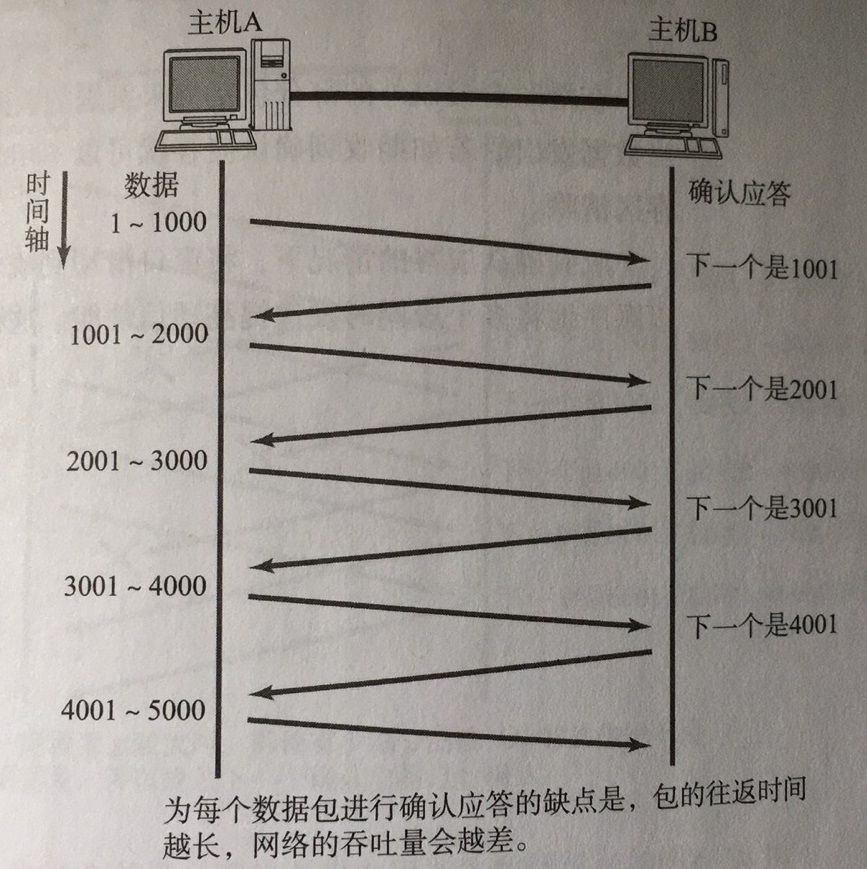 主机A
主机B
时间轴
数据
确认应答
1 ~ 1000
下一个是1001
1001 ~ 2000
下一个是2001
2001 ~ 3000
下一个是3001
3001 ~ 4000
下一个是4001
4001 ~ 5000
为每个数据包进行确认应答的缺点是，包的往返时间
越长，网络的吞吐量会越差。